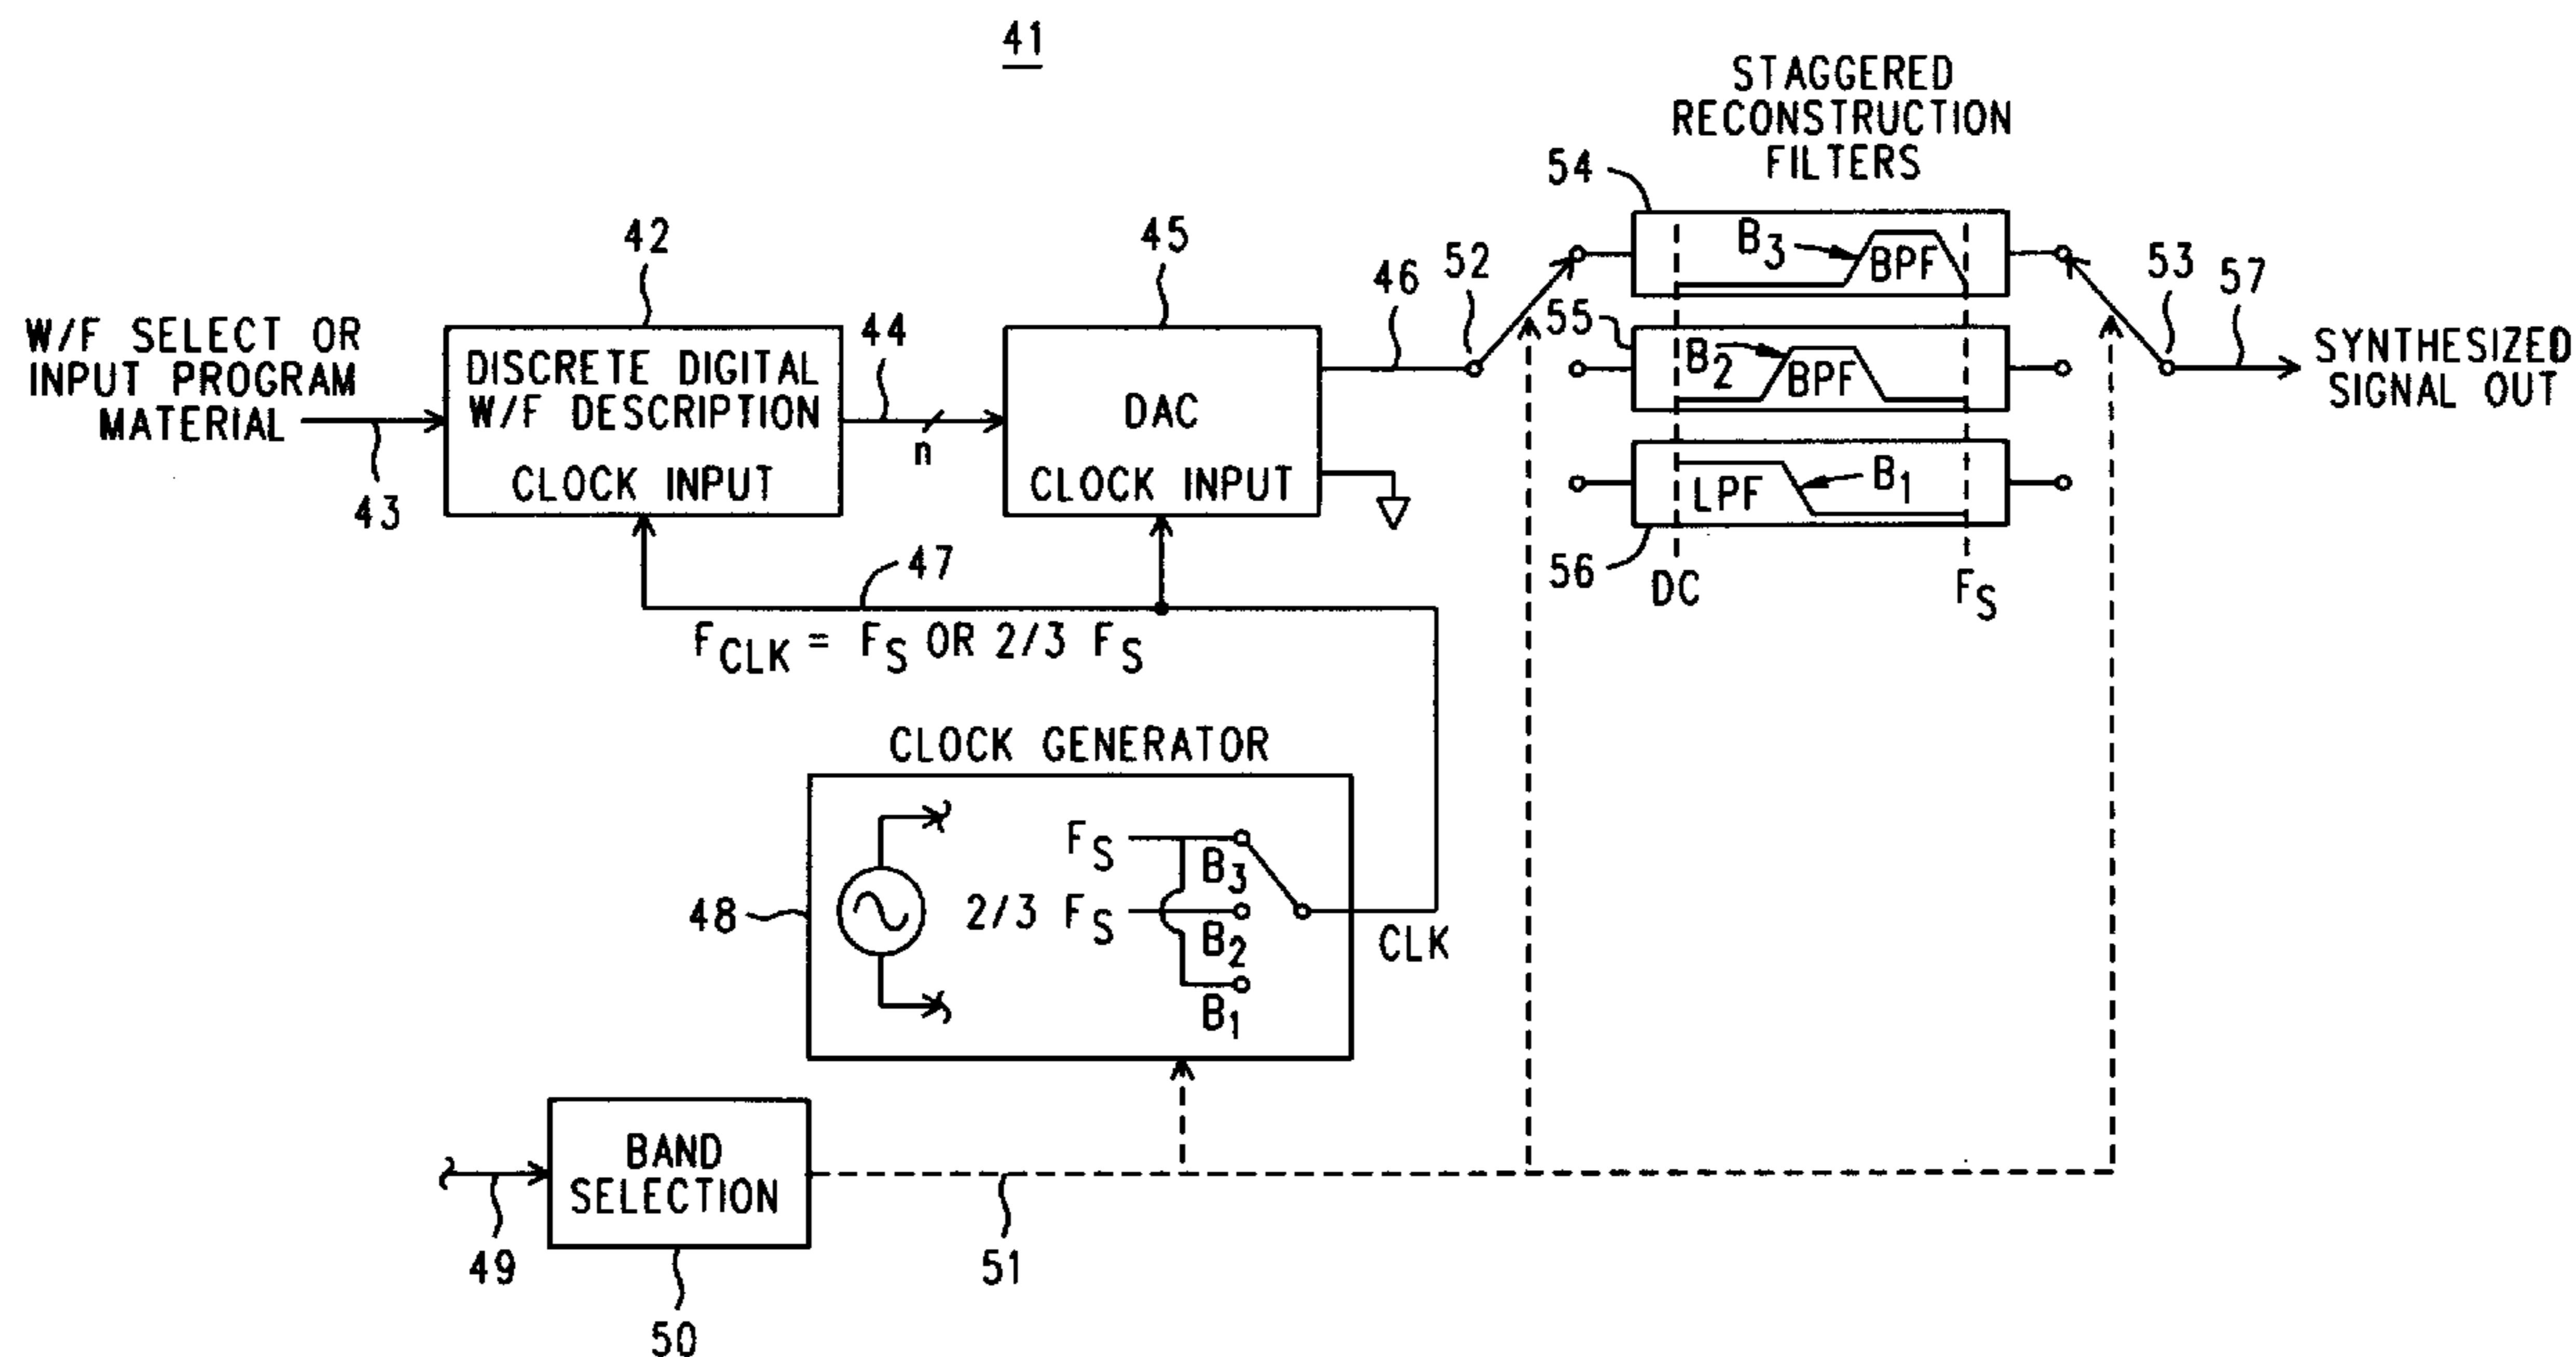 41
STAGGERED
RECONSTRUCTION
FILTERS
54
B3
BPF
42
45
46
52
53
57
W/F SELECT OR
INPUT PROGRAM
MATERIAL
43
DISCRETE DIGITAL
W/F DESCRIPTION
CLOCK INPUT
44
n
DAC
CLOCK INPUT
55
B2
BPF
SYNTHESIZED
SIGNAL OUT
LPF
B1
56
DC
FS
47
FCLK = FS OR 2/3 FS
CLOCK GENERATOR
48
FS
B3
2/3 FS
B2
B1
CLK
49
BAND
SELECTION
50
51